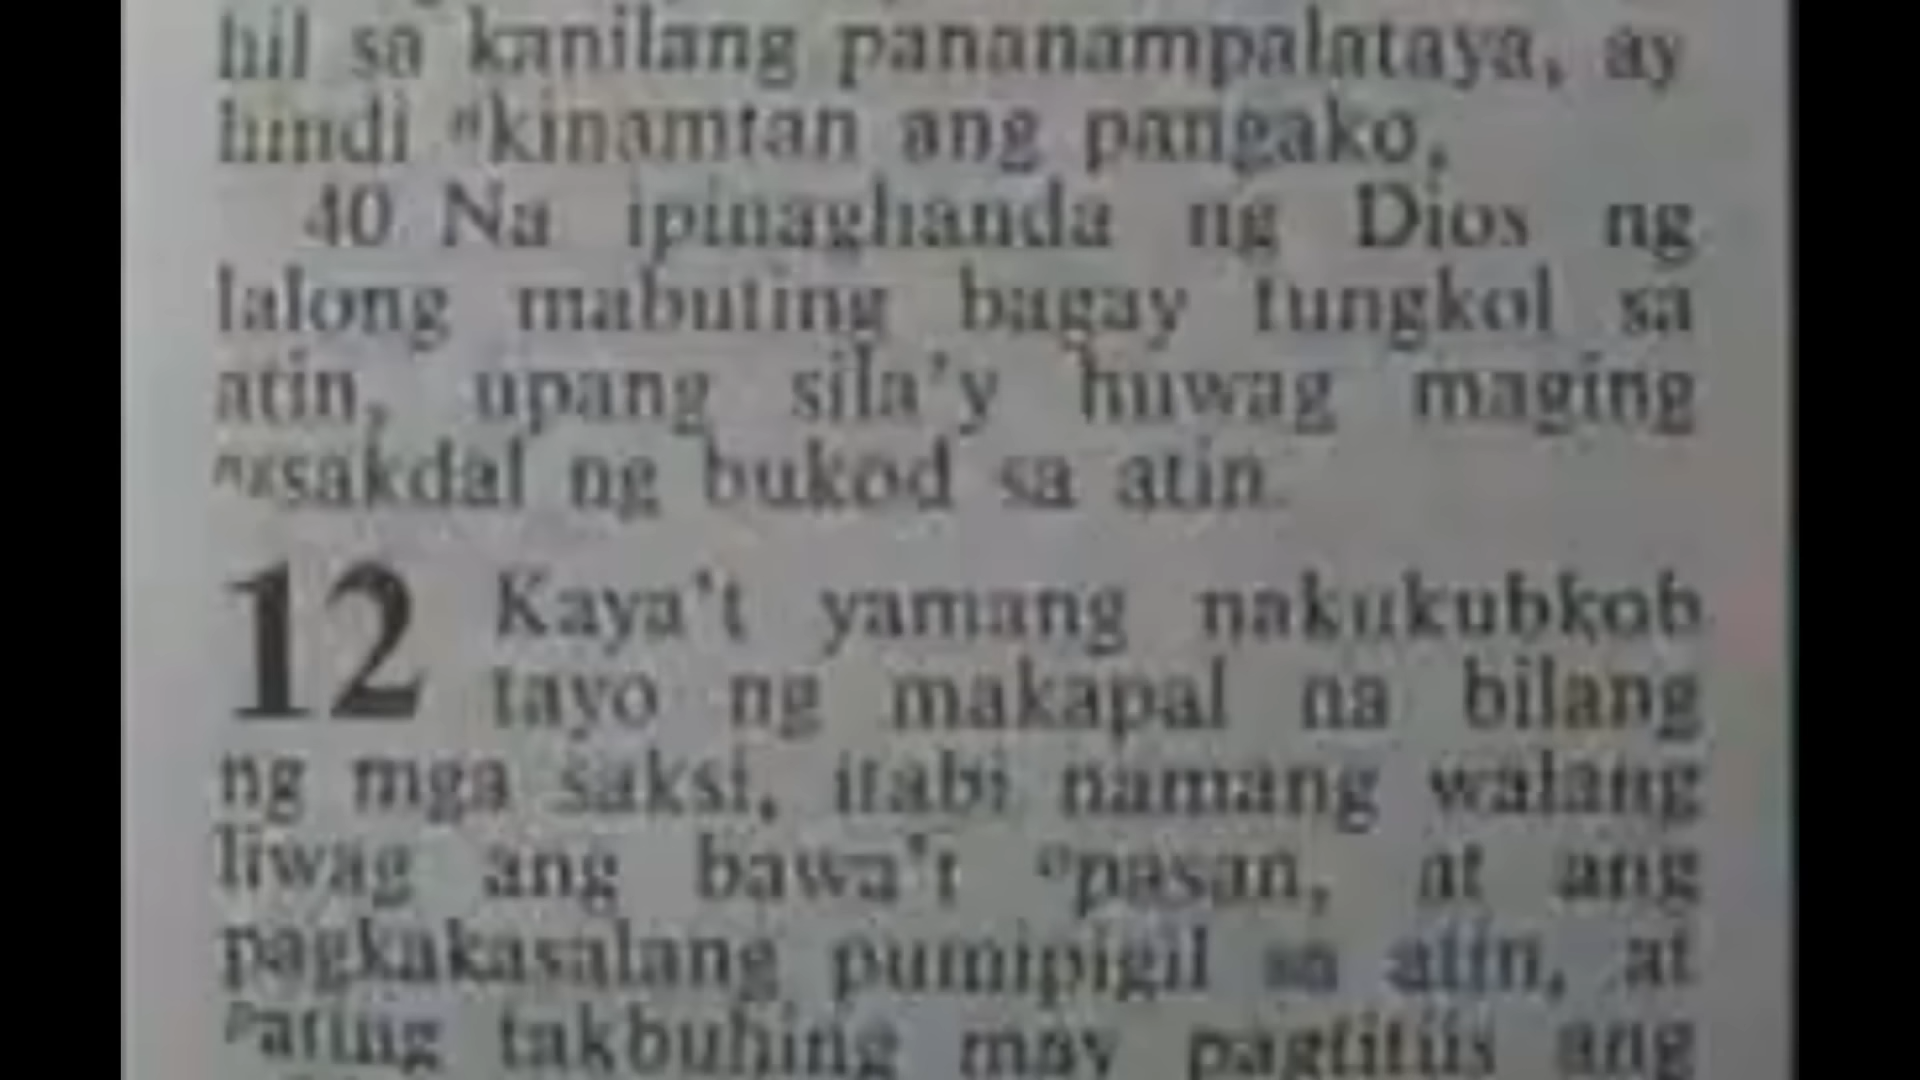 hil sa kanilang pananampalataya, ay
hindi ⁿkinamtan ang pangako,
40 Na ipinaghanda ng Dios ng
lalong mabuting bagay tungkol sa
atin, upang sila'y huwag maging
sakdal ng bukod sa atin.
12 Kaya't yamang nakukubkob
tayo ng makapal na bilang
ng mga saksi, itabi namang walang
liwag ang bawa't ᵒpasan, at ang
pagkakasalang pumipigil sa atin, at
ᵖating takbuhing may pagtitiis ang